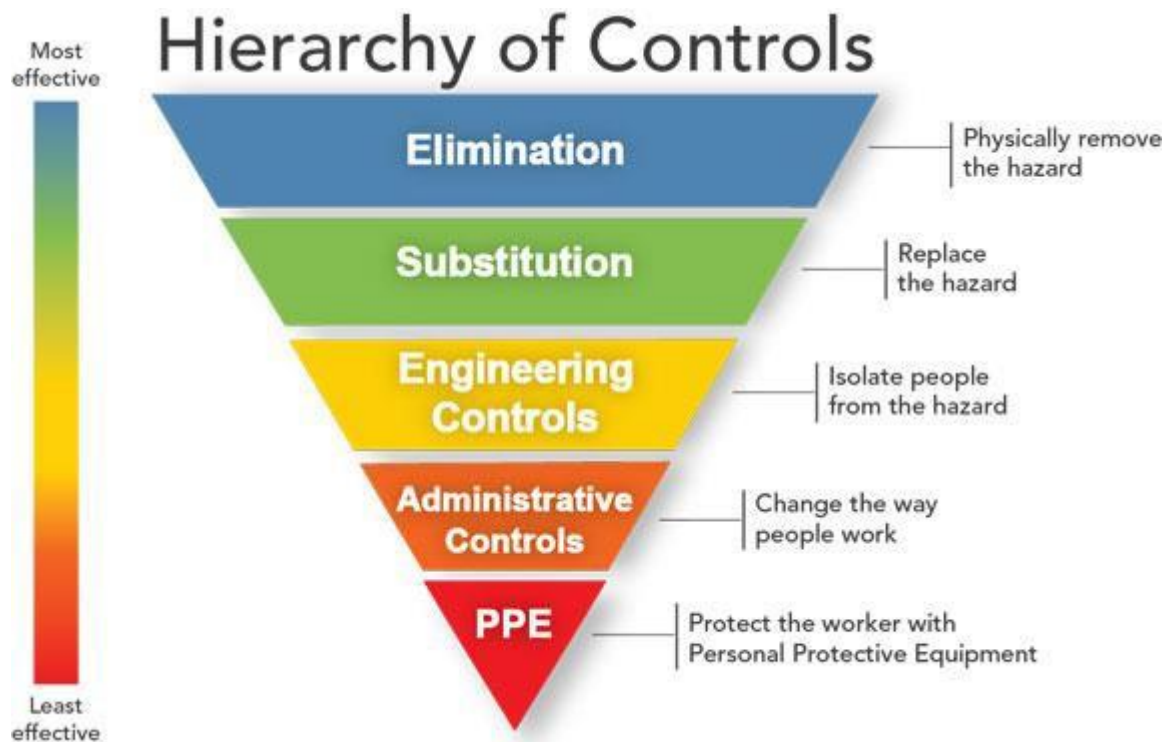 Hierarchy of Controls
Most
effective
Elimination
Physically remove
the hazard
Substitution
Replace
the hazard
Engineering
Controls
Isolate people
from the hazard
Administrative
Controls
Change the way
people work
PPE
Protect the worker with
Personal Protective Equipment
Least
effective